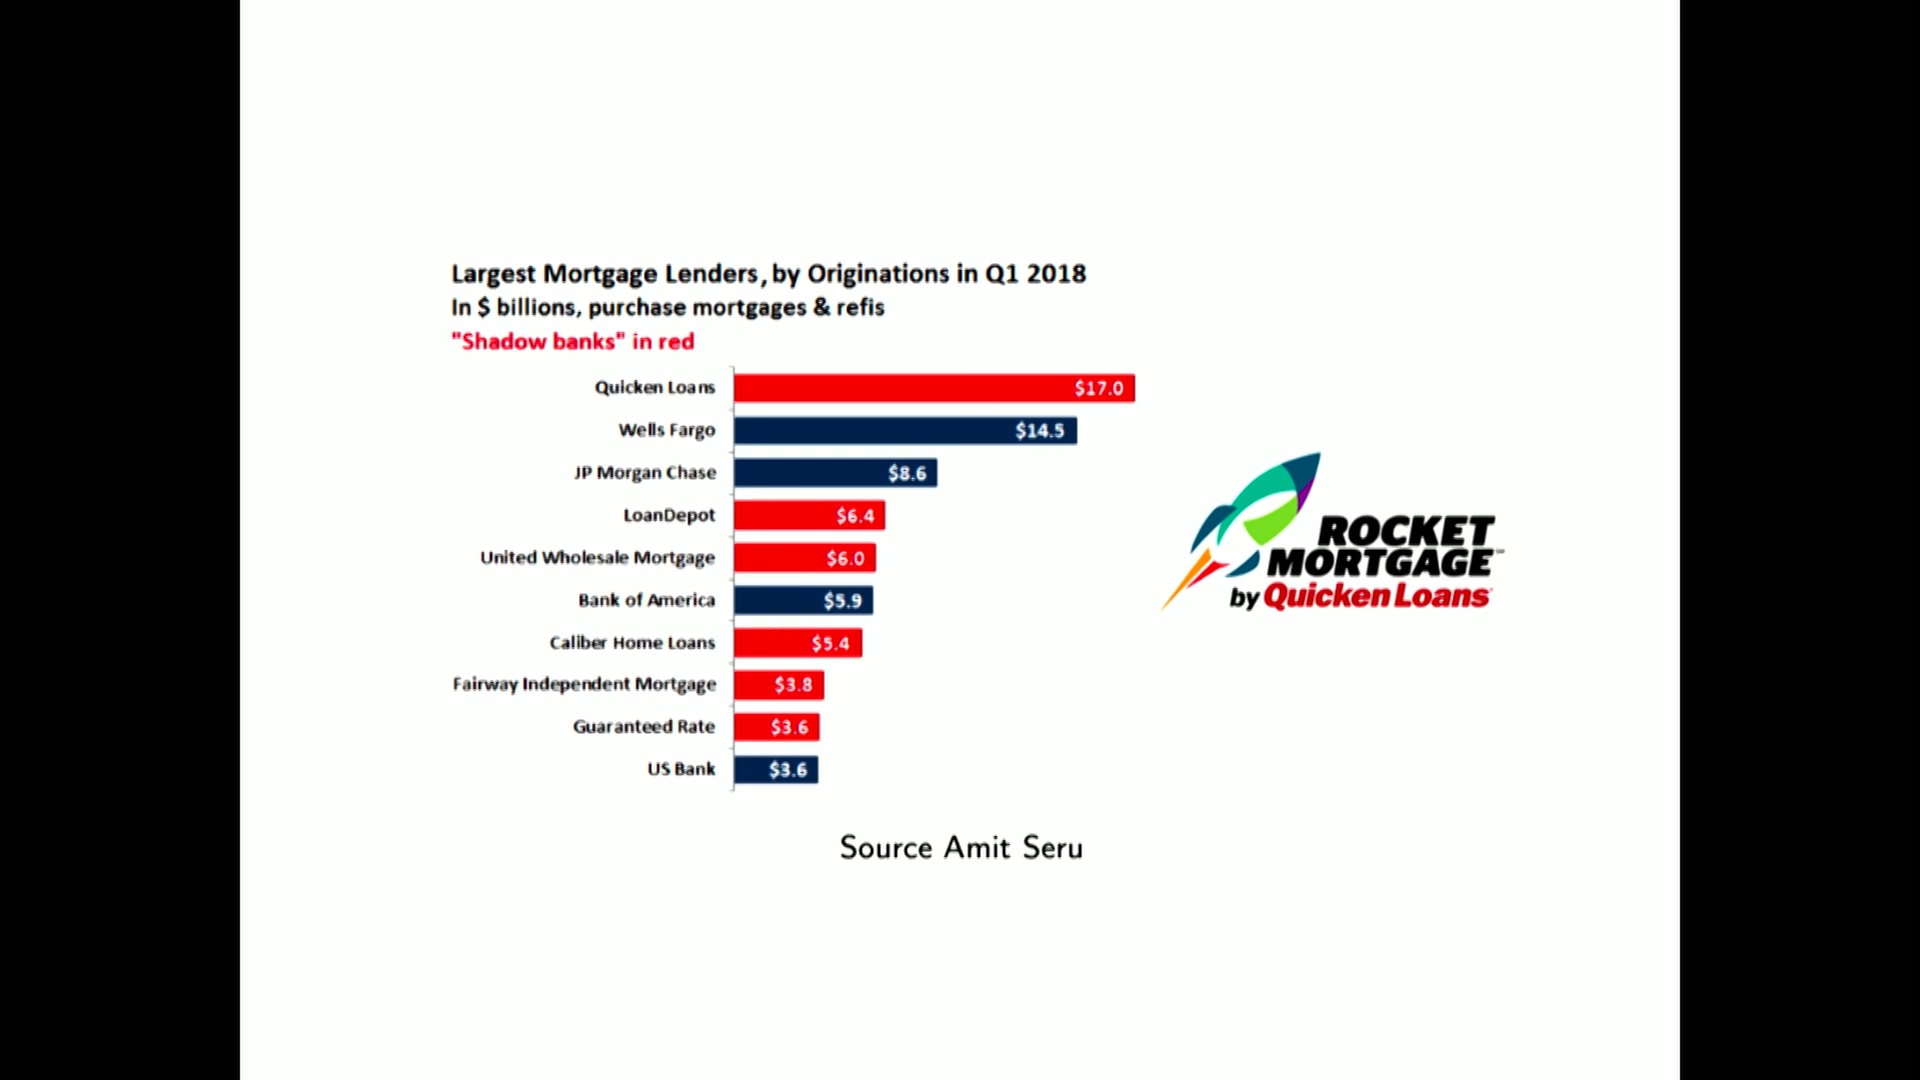 Largest Mortgage Lenders, by Originations in Q1 2018
In $ billions, purchase mortgages & refis
"Shadow banks" in red
Quicken Loans $17.0
Wells Fargo $14.5
JP Morgan Chase $8.6
LoanDepot $6.4
United Wholesale Mortgage $6.0
Bank of America $5.9
Caliber Home Loans $5.4
Fairway Independent Mortgage $3.8
Guaranteed Rate $3.6
US Bank $3.6
ROCKET
MORTGAGE™
by Quicken Loans
Source Amit Seru